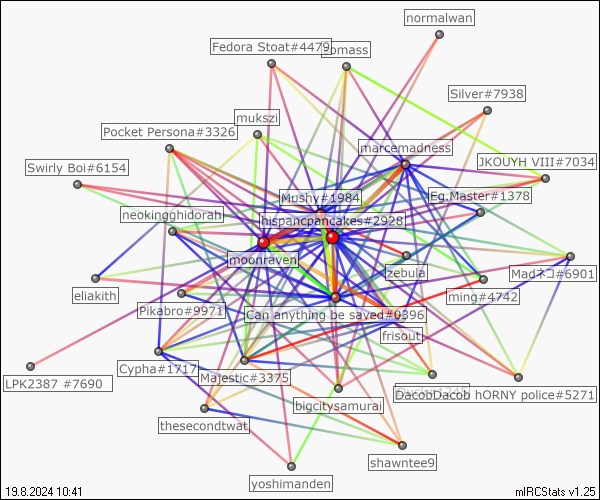 normalwan
Fedora Stoat#4479
omass
Silver#7938
mukszi
Pocket Persona#3326
marcemadness
JKOUYH VIII#7034
Swirly Boi#6154
Mushy#1984
Eg.Master#1378
neokingghidorah
hispancpancakes#2928
moonraven
zebula
Madネコ#6901
eliakith
ming#4742
Pikabro#9971
Can anything be saved#0396
frisout
Cypha#1717
Majestic#3375
LPK2387 #7690
DacobDacob hORNY police#5271
bigcitysamurai
thesecondtwat
shawntee9
yoshimanden
19.8.2024 10:41
mIRCStats v1.25